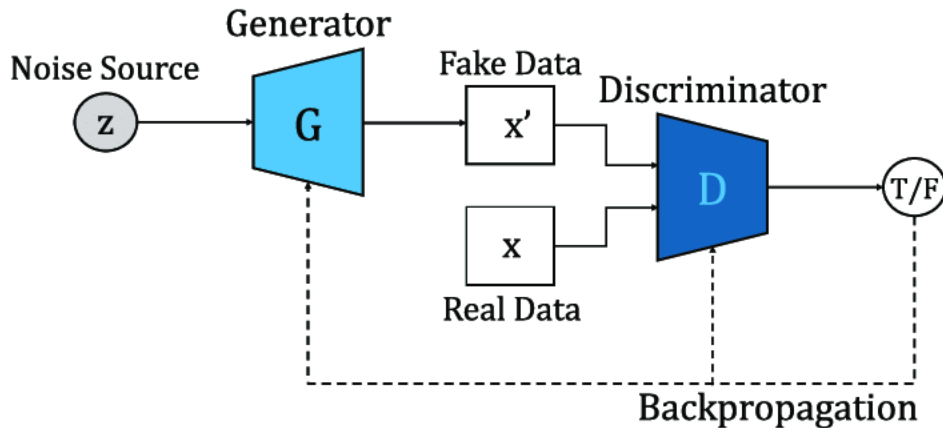 Generator
Noise Source
Fake Data
Discriminator
z
G
x'
D
T/F
x
Real Data
Backpropagation